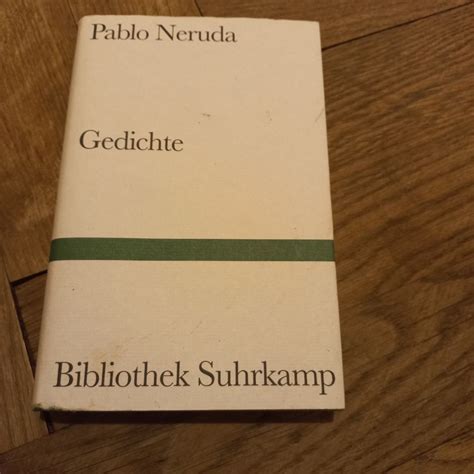 Pablo Neruda
Gedichte
Bibliothek Suhrkamp